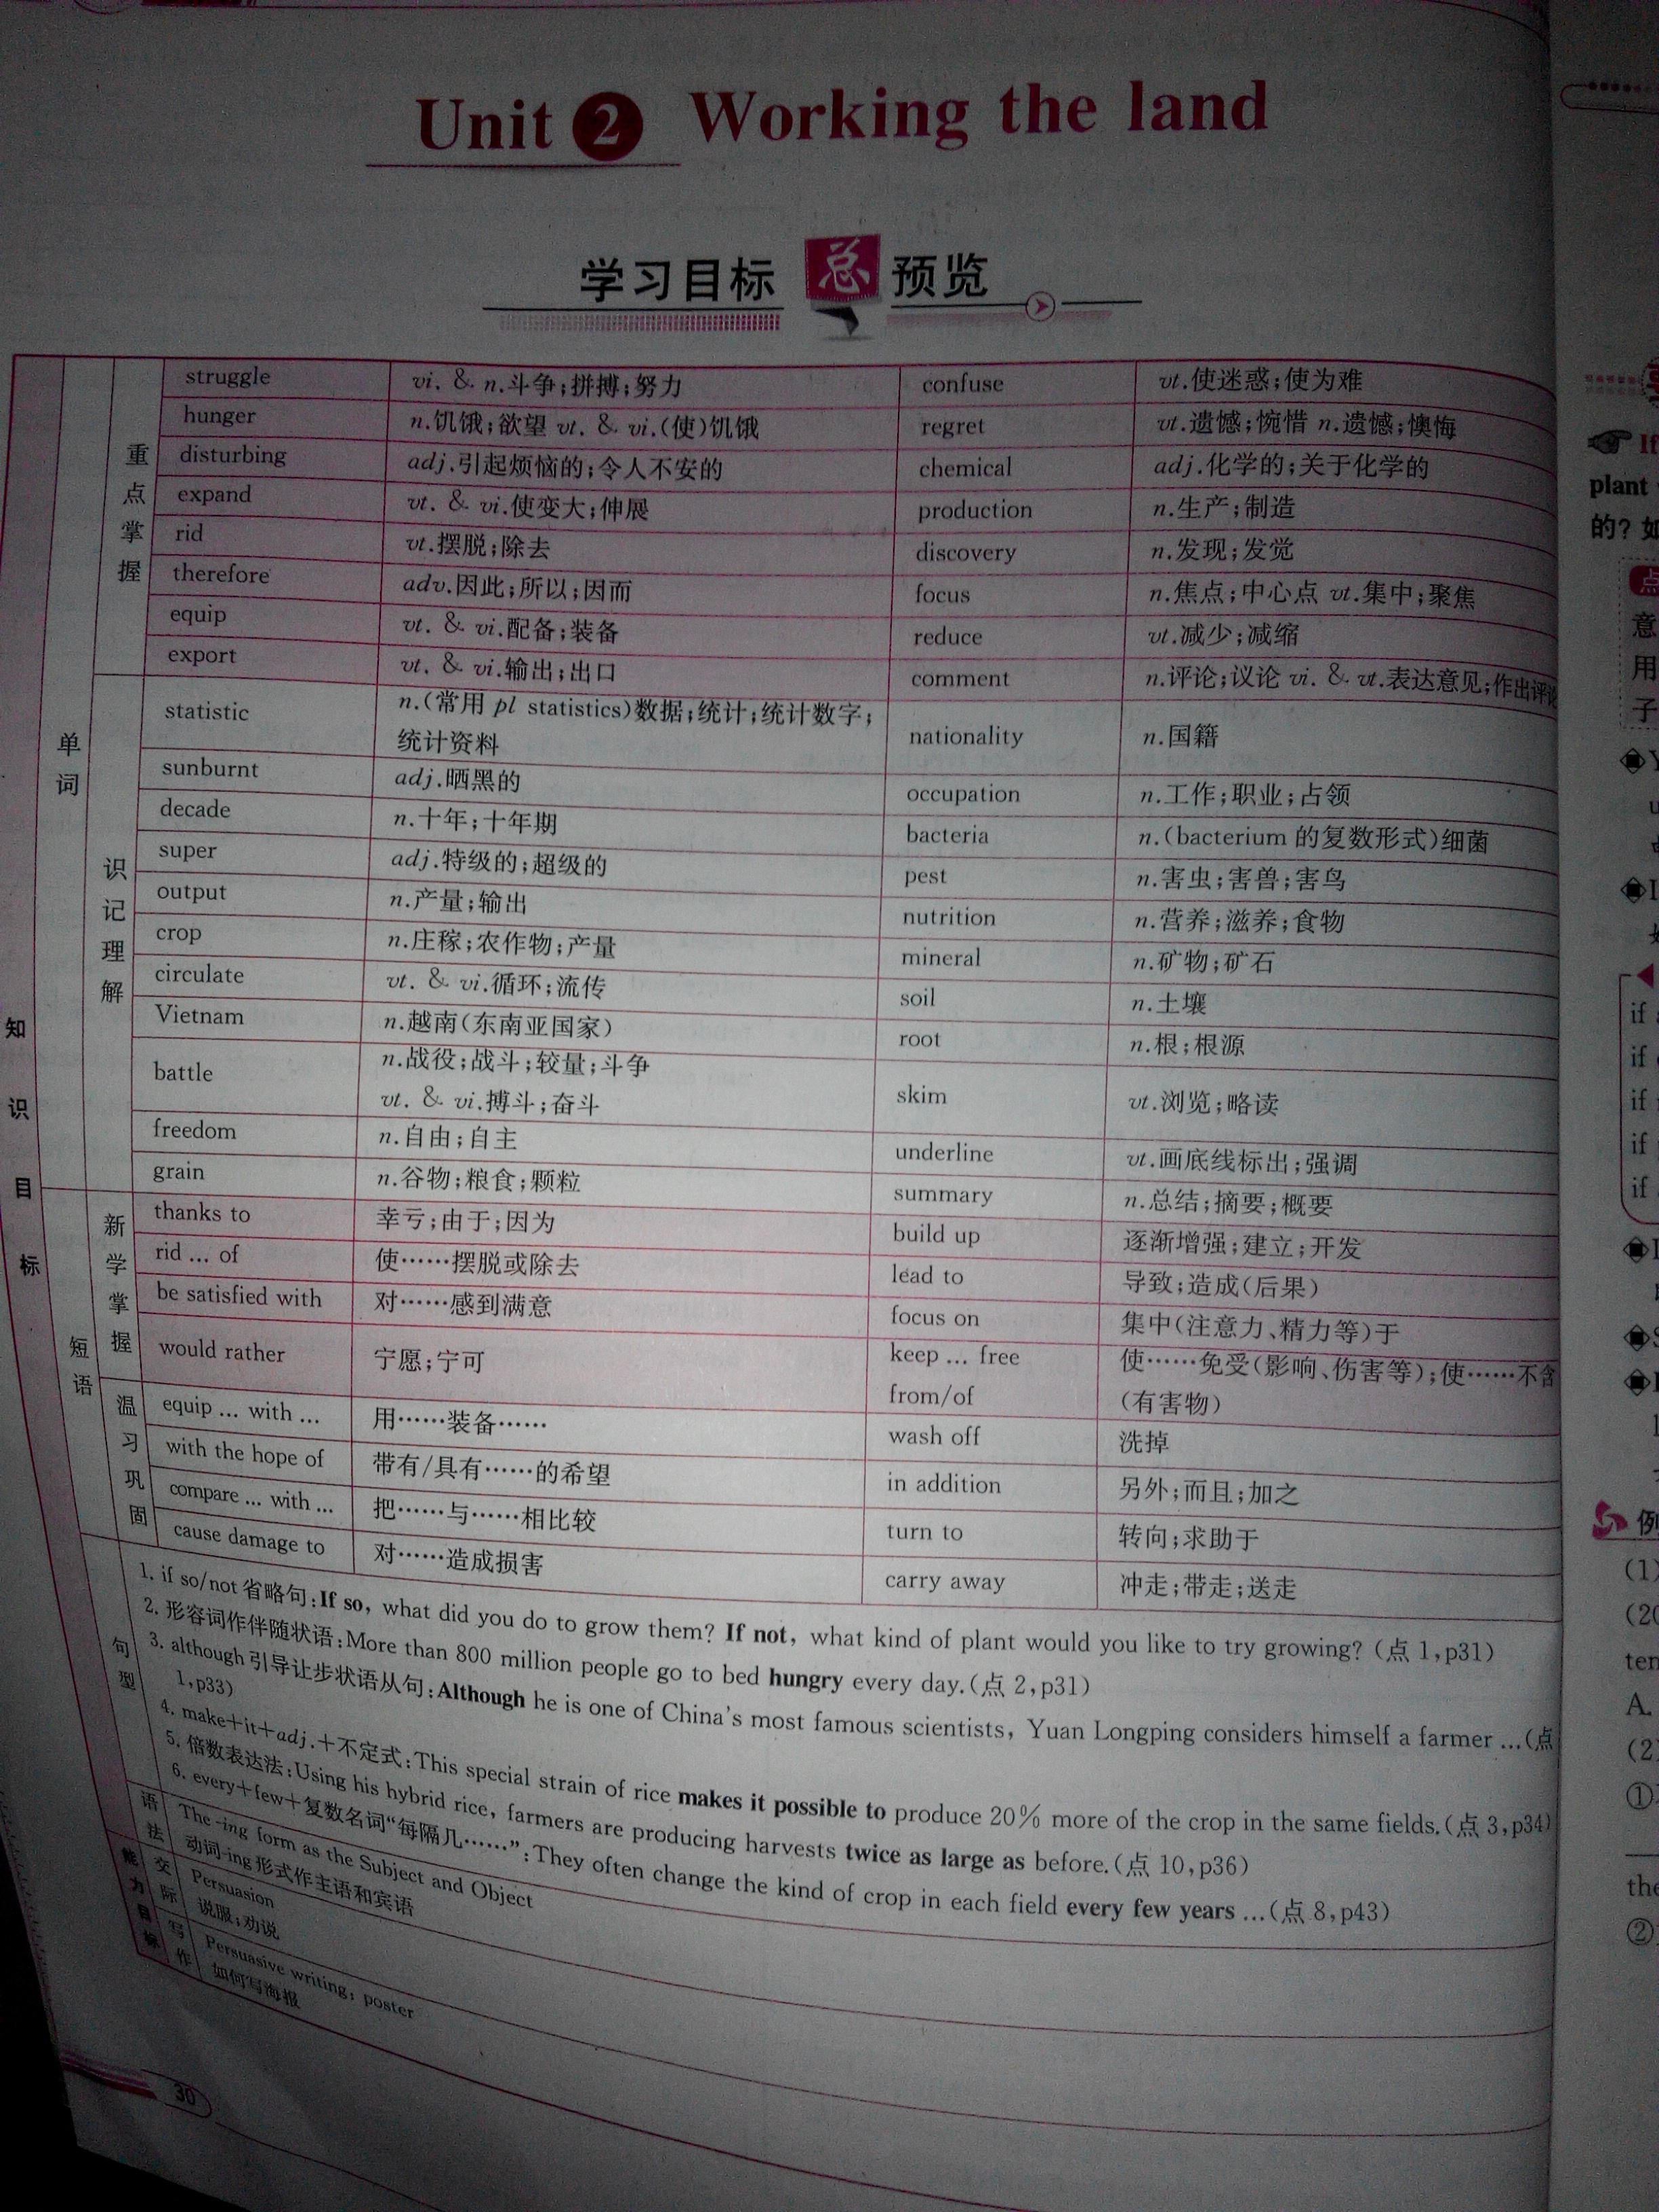 Unit 2 Working the land
学习目标 总 预览
知识目标
单词
重点掌握
struggle vi. & n.斗争;拼搏;努力 confuse vt.使迷惑;使为难
hunger n.饥饿;欲望 vt. & vi.(使)饥饿 regret vt.遗憾;惋惜 n.遗憾;懊悔
disturbing adj.引起烦恼的;令人不安的 chemical adj.化学的;关于化学的
expand vt. & vi.使变大;伸展 production n.生产;制造
rid vt.摆脱;除去 discovery n.发现;发觉
therefore adv.因此;所以;因而 focus n.焦点;中心点 vt.集中;聚焦
equip vt. & vi.配备;装备 reduce vt.减少;减缩
export vt. & vi.输出;出口 comment n.评论;议论 vi. & vt.表达意见;作出评论
识记理解
statistic n.(常用 pl statistics)数据;统计;统计数字;
统计资料 nationality n.国籍
sunburnt adj.晒黑的 occupation n.工作;职业;占领
decade n.十年;十年期 bacteria n.(bacterium 的复数形式)细菌
super adj.特级的;超级的 pest n.害虫;害兽;害鸟
output n.产量;输出 nutrition n.营养;滋养;食物
crop n.庄稼;农作物;产量 mineral n.矿物;矿石
circulate vt. & vi.循环;流传 soil n.土壤
Vietnam n.越南(东南亚国家) root n.根;根源
battle n.战役;战斗;较量;斗争
vt. & vi.搏斗;奋斗 skim vt.浏览;略读
freedom n.自由;自主 underline vt.画底线标出;强调
grain n.谷物;粮食;颗粒 summary n.总结;摘要;概要
短语
新学掌握
thanks to 幸亏;由于;因为 build up 逐渐增强;建立;开发
rid … of 使……摆脱或除去 lead to 导致;造成(后果)
be satisfied with 对……感到满意 focus on 集中(注意力、精力等)于
would rather 宁愿;宁可 keep … free 使……免受(影响、伤害等);使……不含
from/of (有害物)
温习巩固
equip … with … 用……装备…… wash off 洗掉
with the hope of 带有/具有……的希望 in addition 另外;而且;加之
compare … with … 把……与……相比较 turn to 转向;求助于
cause damage to 对……造成损害 carry away 冲走;带走;送走
句型
1. if so/not 省略句:If so, what did you do to grow them? If not, what kind of plant would you like to try growing? (点 1,p31)
2. 形容词作伴随状语:More than 800 million people go to bed hungry every day.(点 2,p31)
3. although 引导让步状语从句:Although he is one of China's most famous scientists, Yuan Longping considers himself a farmer …(点
1,p33)
4. make+it+adj.+不定式:This special strain of rice makes it possible to produce 20% more of the crop in the same fields.(点 3,p34)
5. 倍数表达法:Using his hybrid rice, farmers are producing harvests twice as large as before.(点 10,p36)
6. every+few+复数名词“每隔几……”:They often change the kind of crop in each field every few years …(点 8,p43)
语法
The -ing form as the Subject and Object
动词-ing 形式作主语和宾语
能力目标
交际
Persuasion
说服;劝说
写作
Persuasive writing: poster
如何写海报
30
If
plant
的? 如
点
意
用
子
if
if
if
if
if
例
(1)
(20
A.
(2)
①
the
②